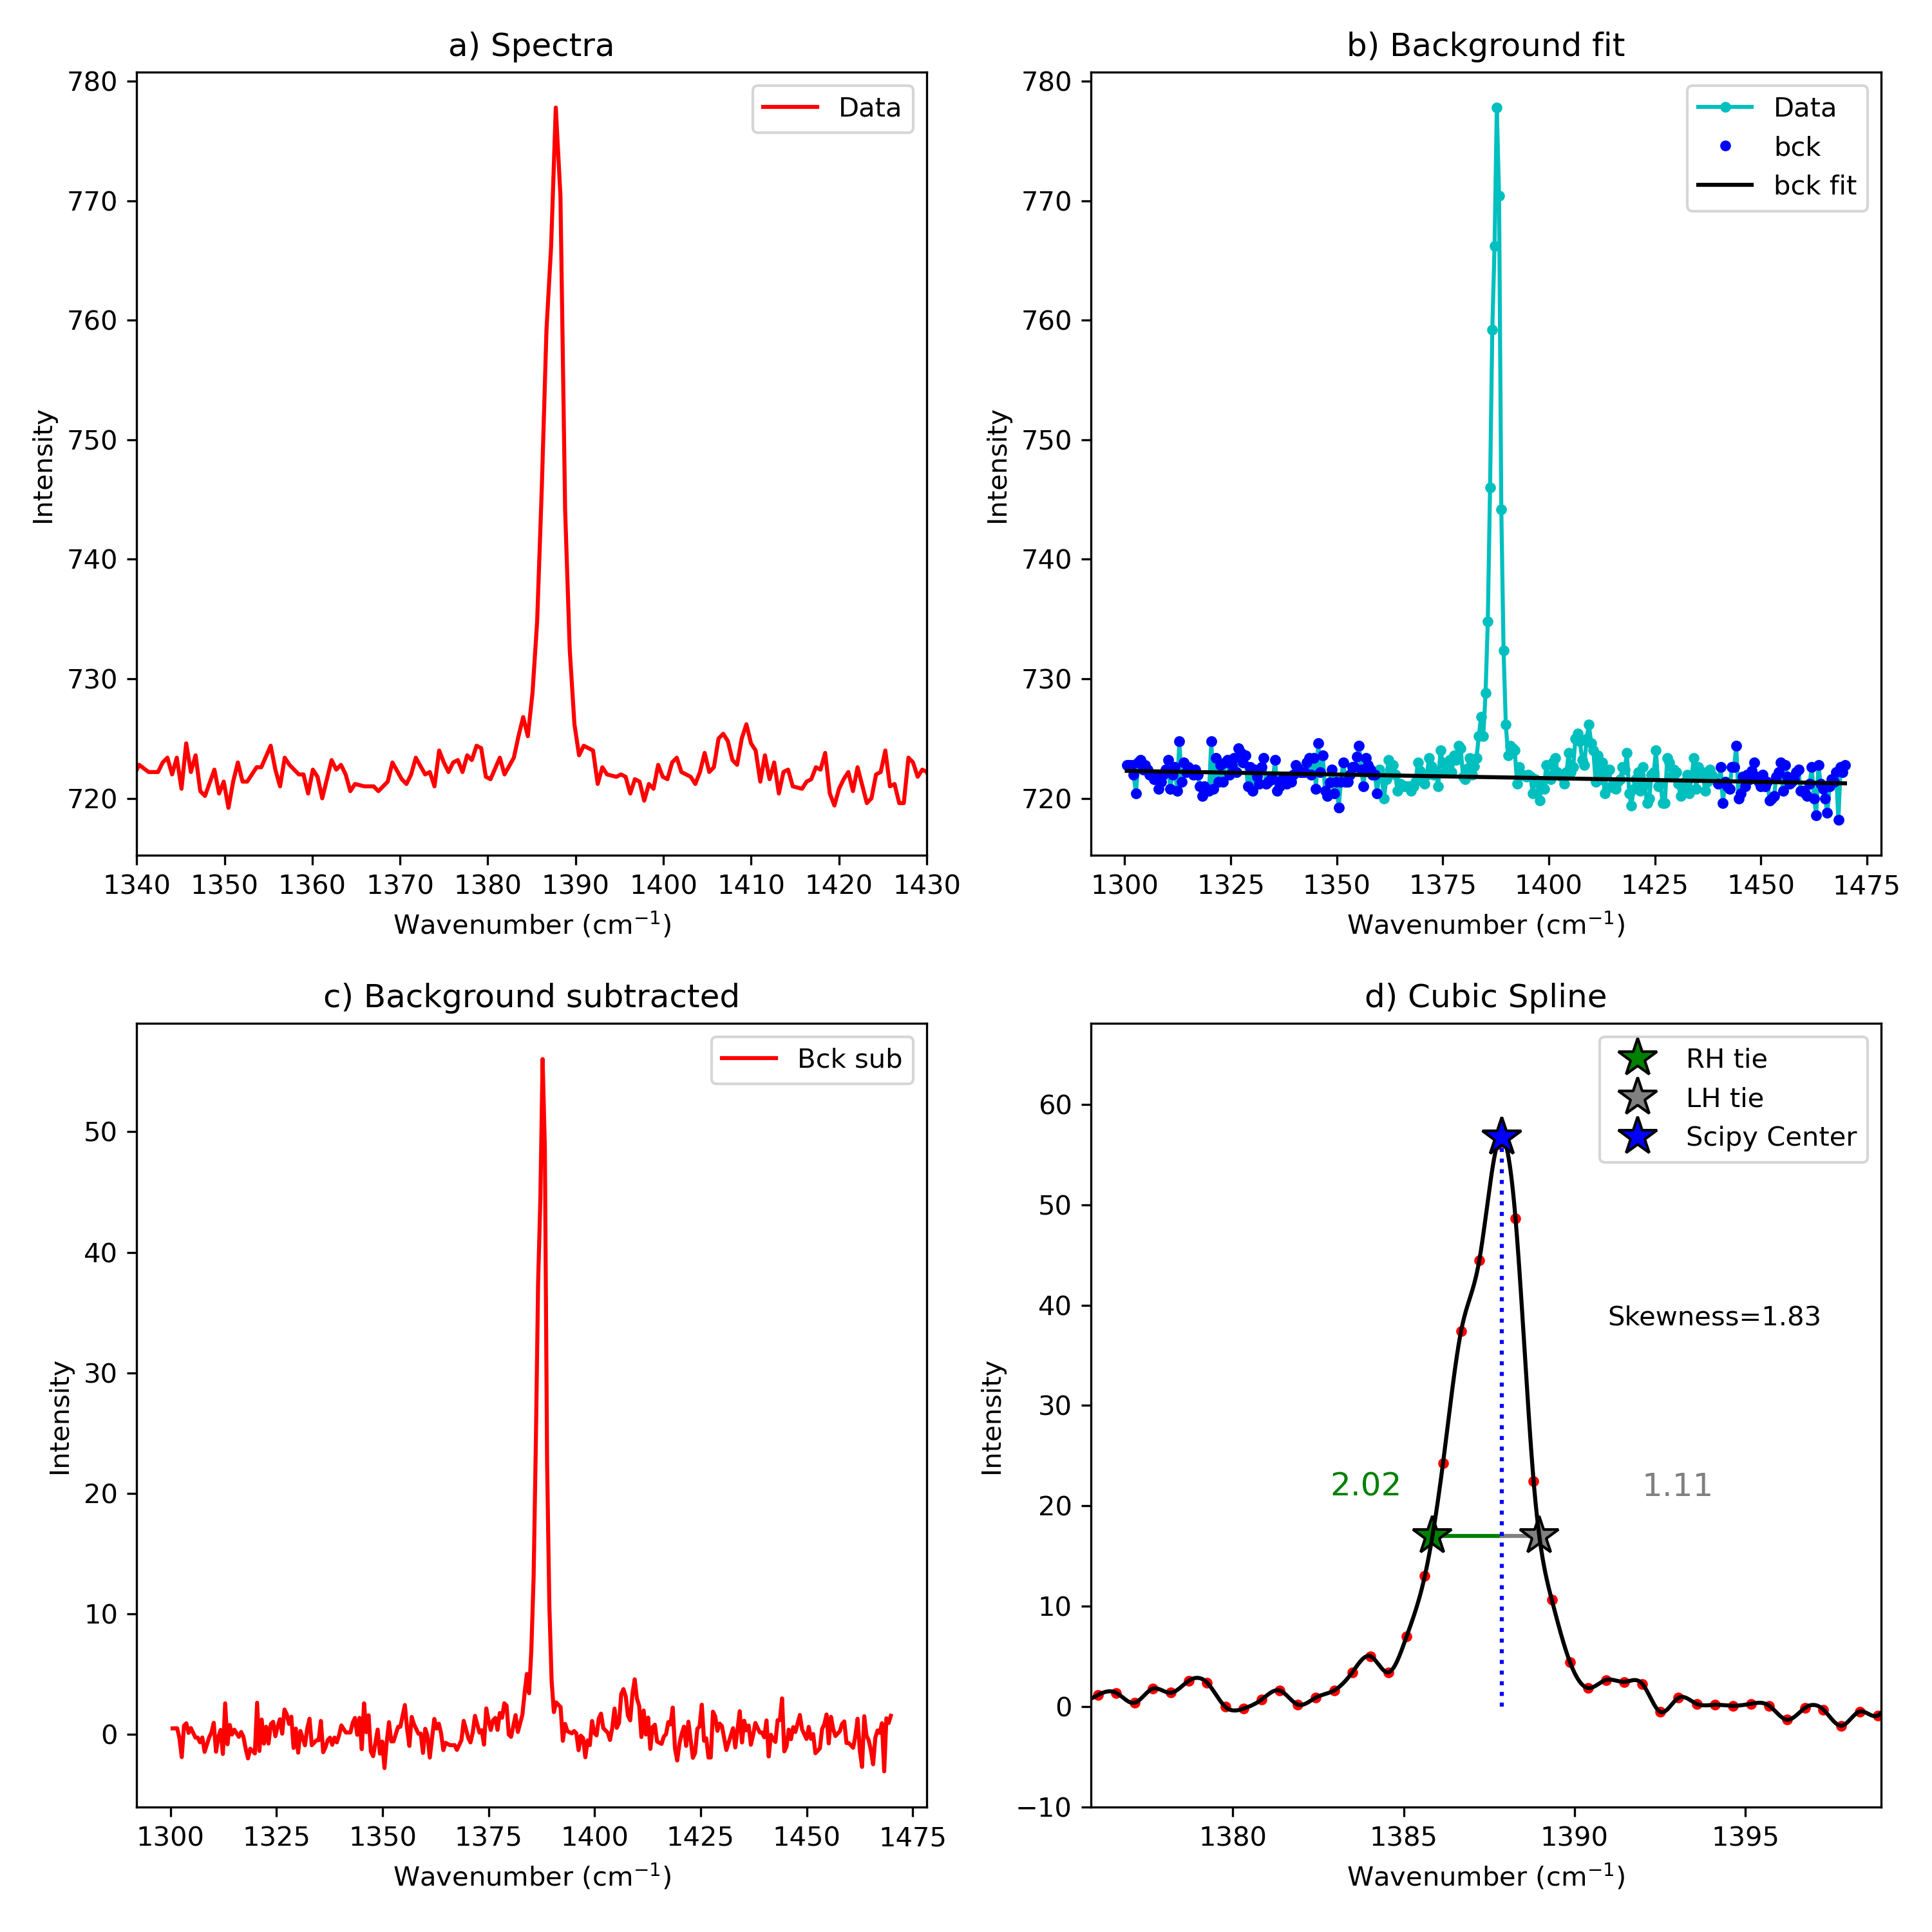 a) Spectra
780
770
760
750
740
730
720
Intensity
Data
1340 1350 1360 1370 1380 1390 1400 1410 1420 1430
Wavenumber (cm⁻¹)
b) Background fit
780
770
760
750
740
730
720
Intensity
Data
bck
bck fit
1300 1325 1350 1375 1400 1425 1450 1475
Wavenumber (cm⁻¹)
c) Background subtracted
50
40
30
20
10
0
Intensity
Bck sub
1300 1325 1350 1375 1400 1425 1450 1475
Wavenumber (cm⁻¹)
d) Cubic Spline
60
50
40
30
20
10
0
−10
Intensity
RH tie
LH tie
Scipy Center
Skewness=1.83
2.02
1.11
1380 1385 1390 1395
Wavenumber (cm⁻¹)